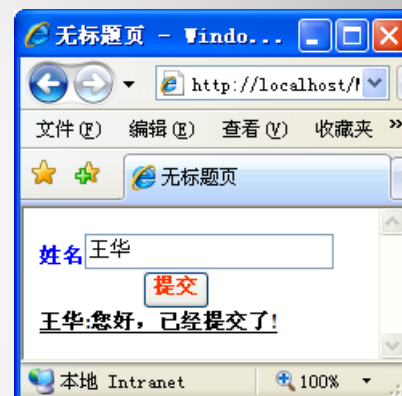 无标题页 - Windo...
http://localhost/
文件(F) 编辑(E) 查看(V) 收藏夹 »
无标题页
姓名 王华
提交
王华:您好，已经提交了!
本地 Intranet 100%